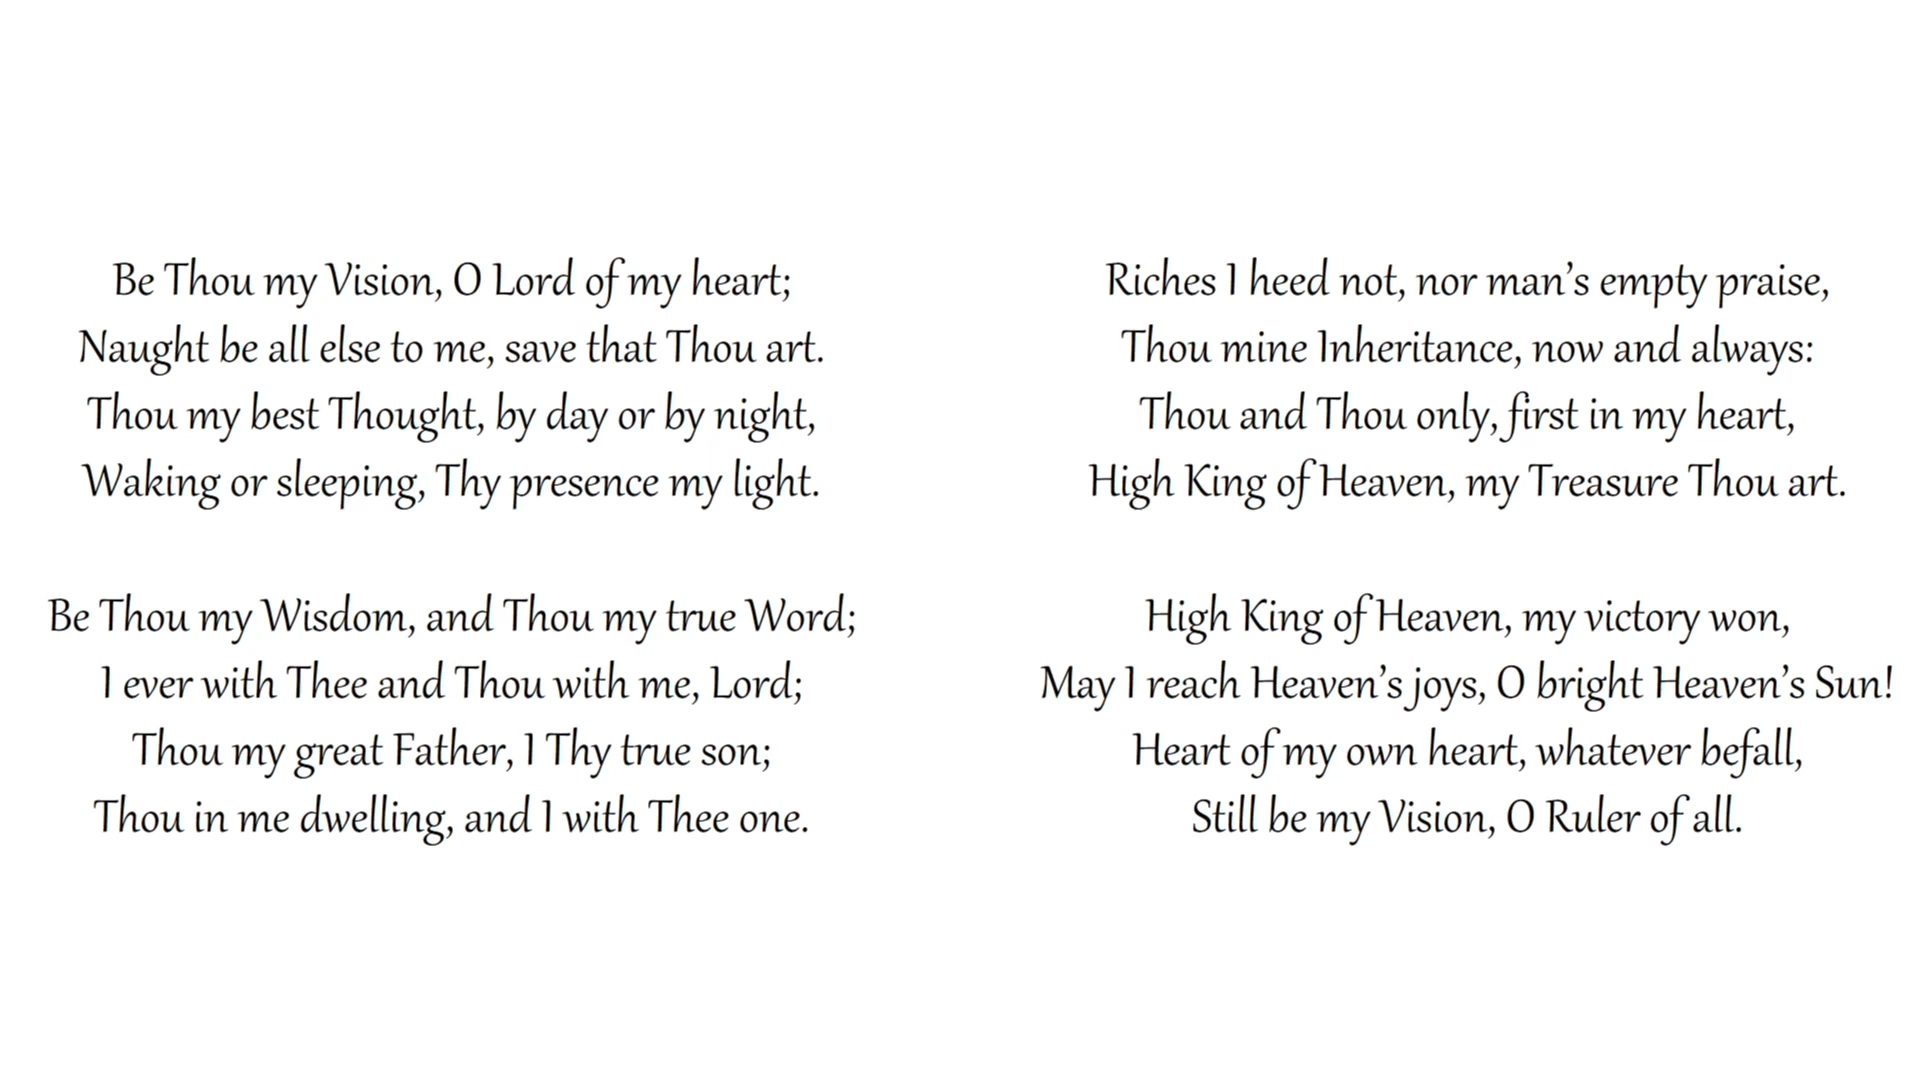 Be Thou my Vision, O Lord of my heart;
Naught be all else to me, save that Thou art.
Thou my best Thought, by day or by night,
Waking or sleeping, Thy presence my light.
Be Thou my Wisdom, and Thou my true Word;
I ever with Thee and Thou with me, Lord;
Thou my great Father, I Thy true son;
Thou in me dwelling, and I with Thee one.
Riches I heed not, nor man’s empty praise,
Thou mine Inheritance, now and always:
Thou and Thou only, first in my heart,
High King of Heaven, my Treasure Thou art.
High King of Heaven, my victory won,
May I reach Heaven’s joys, O bright Heaven’s Sun!
Heart of my own heart, whatever befall,
Still be my Vision, O Ruler of all.